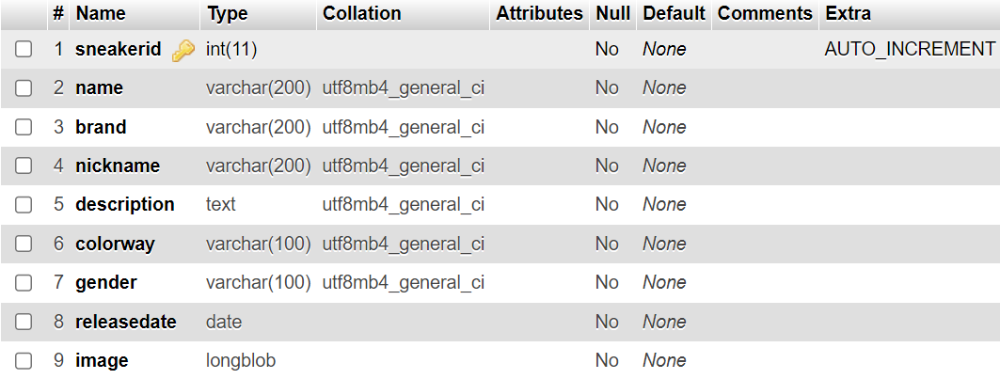 # Name Type Collation Attributes Null Default Comments Extra
1 sneakerid int(11) No None AUTO_INCREMENT
2 name varchar(200) utf8mb4_general_ci No None
3 brand varchar(200) utf8mb4_general_ci No None
4 nickname varchar(200) utf8mb4_general_ci No None
5 description text utf8mb4_general_ci No None
6 colorway varchar(100) utf8mb4_general_ci No None
7 gender varchar(100) utf8mb4_general_ci No None
8 releasedate date No None
9 image longblob No None